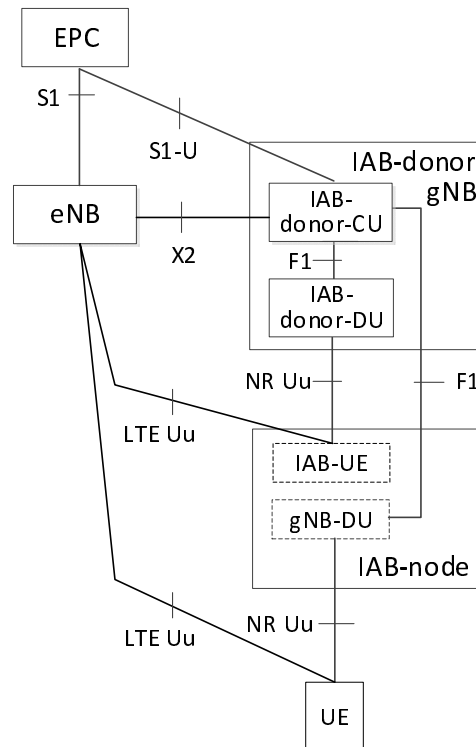 EPC
S1
S1-U
IAB-donor
gNB
IAB-
donor-CU
eNB
X2
F1
IAB-
donor-DU
NR Uu
F1
LTE Uu
IAB-UE
gNB-DU
IAB-node
NR Uu
LTE Uu
UE